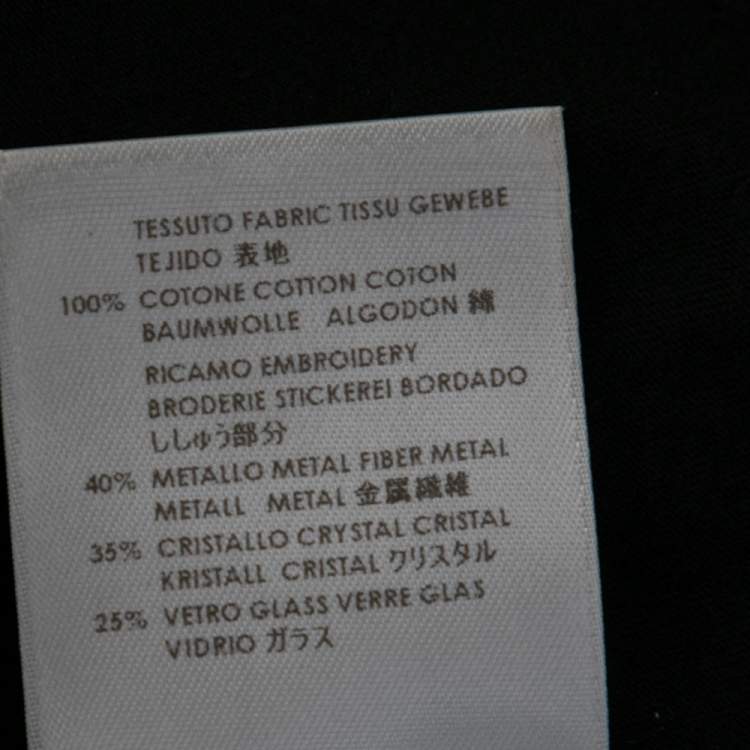 TESSUTO FABRIC TISSU GEWEBE
TEJIDO 表地
100% COTONE COTTON COTON
BAUMWOLLE ALGODON 綿
RICAMO EMBROIDERY
BRODERIE STICKEREI BORDADO
ししゅう部分
40% METALLO METAL FIBER METAL
METALL METAL 金属繊維
35% CRISTALLO CRYSTAL CRISTAL
KRISTALL CRISTAL クリスタル
25% VETRO GLASS VERRE GLAS
VIDRIO ガラス